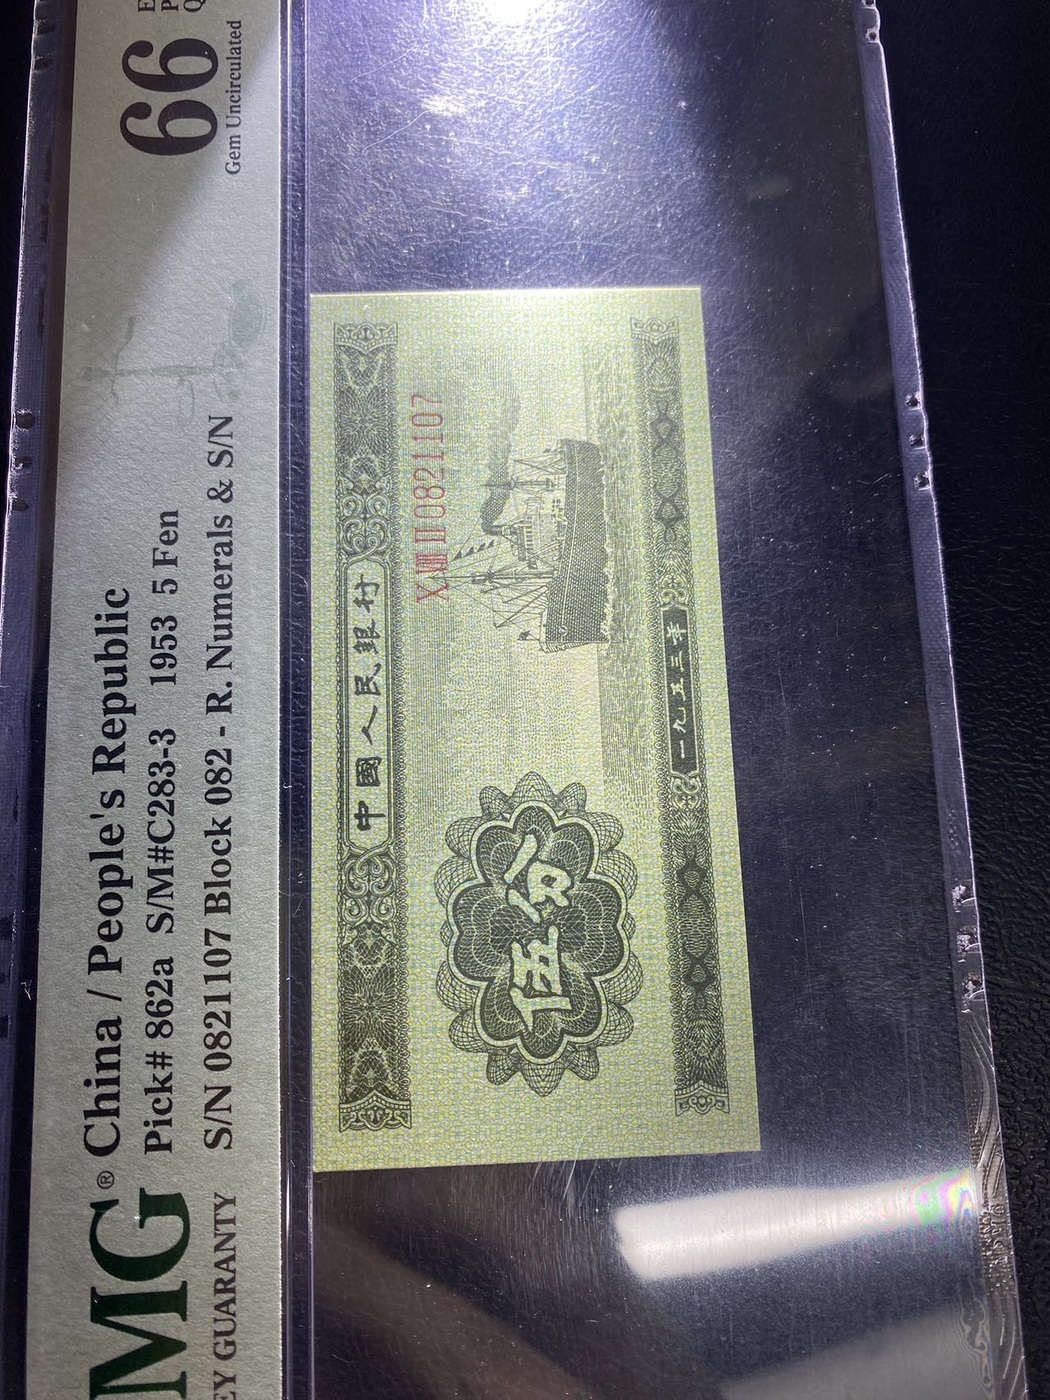 MG® China / People's Republic
Pick# 862a S/M#C283-3 1953 5 Fen
S/N 0821107 Block 082 - R. Numerals & S/N
EY GUARANTY
66
Gem Uncirculated
E
P
Q
中國人民銀行
0821107
伍分
一九五三年